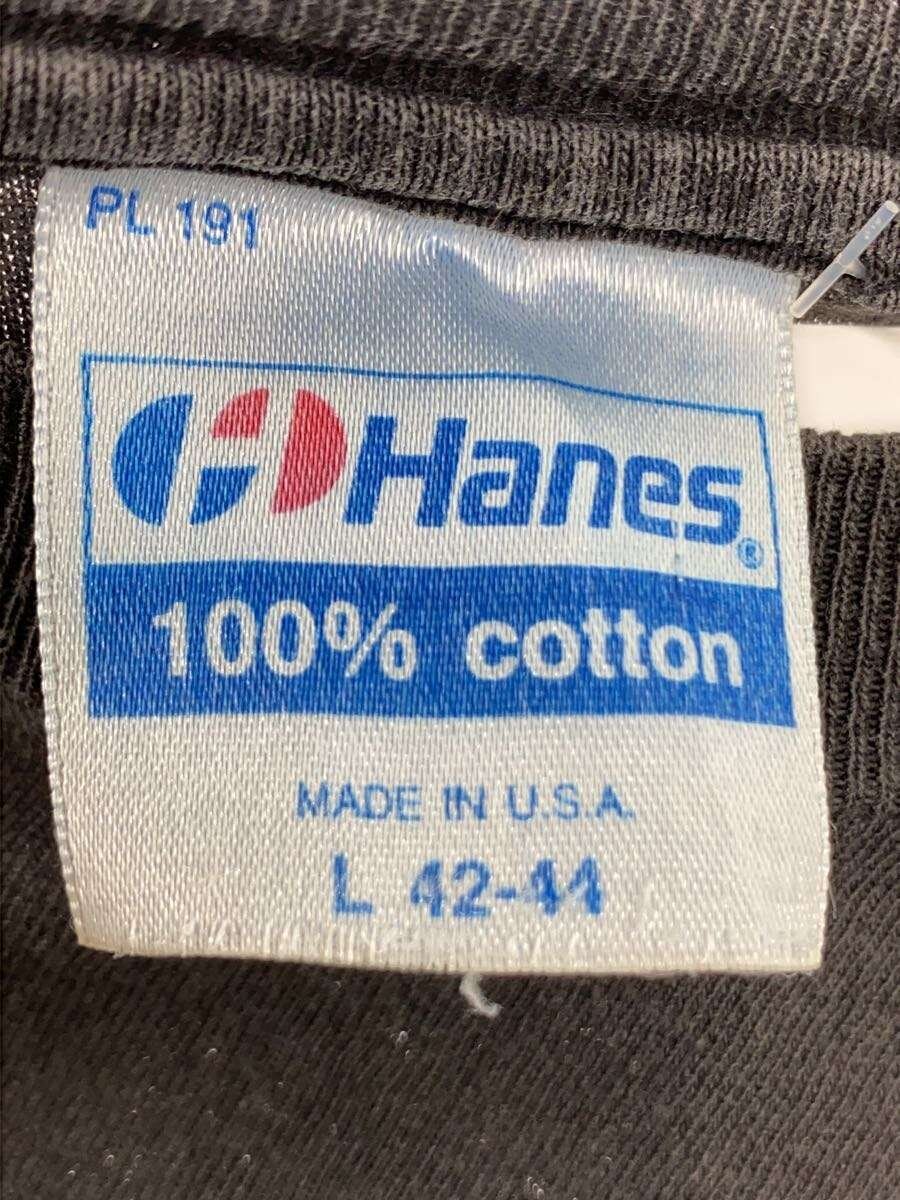 PL 191
Hanes®
100% cotton
MADE IN U.S.A.
L 42-44